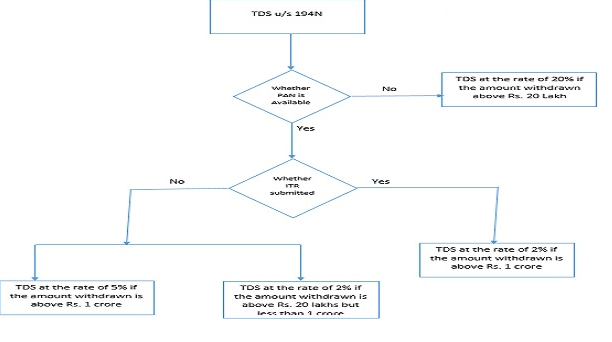 TDS u/s 194N
Whether
PAN is
Available
No
TDS at the rate of 20% if
the amount withdrawn
above Rs. 20 Lakh
Yes
Whether
ITR
submitted
No
Yes
TDS at the rate of 2% if
the amount withdrawn is
above Rs. 1 crore
TDS at the rate of 5% if
the amount withdrawn is
above Rs. 1 crore
TDS at the rate of 2% if
the amount withdrawn is
above Rs. 20 lakhs but
less than 1 crore